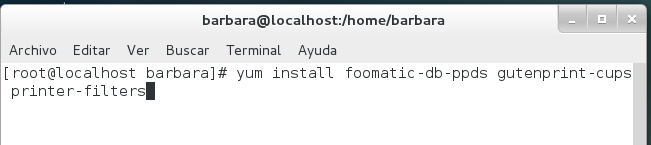 barbara@localhost:/home/barbara
Archivo Editar Ver Buscar Terminal Ayuda
[root@localhost barbara]# yum install foomatic-db-ppds gutenprint-cups
printer-filters